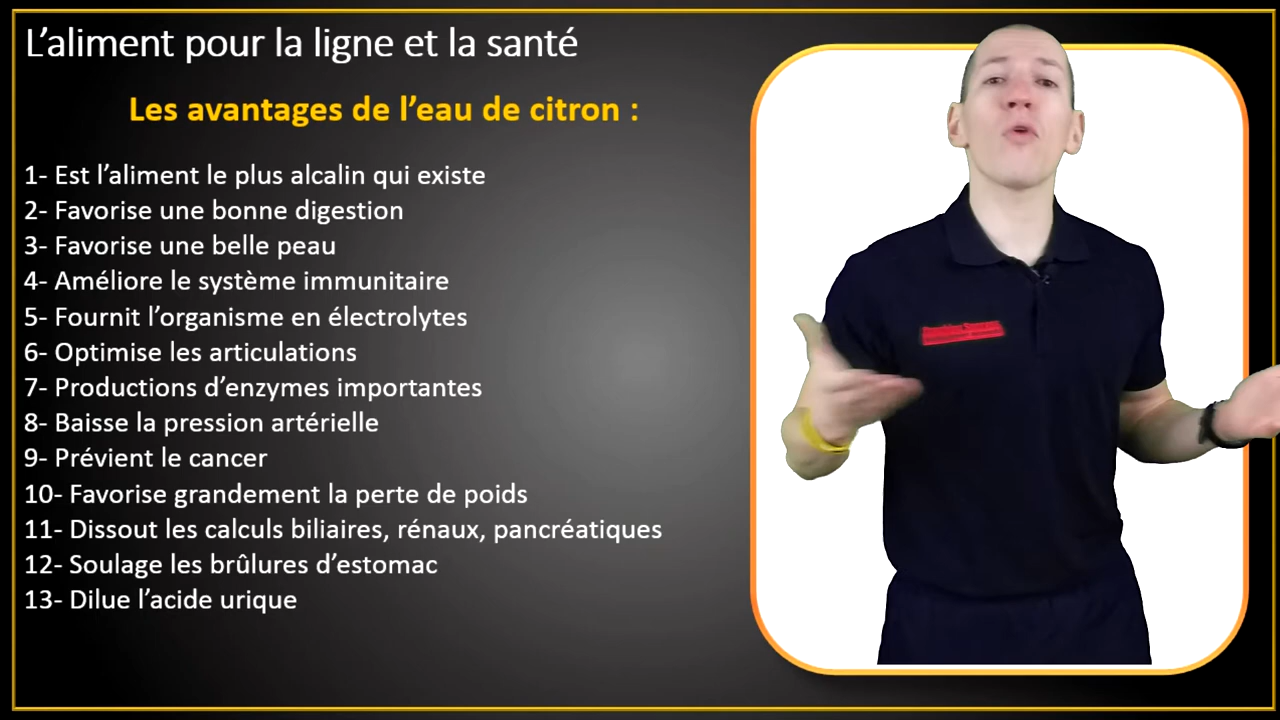 L’aliment pour la ligne et la santé
Les avantages de l’eau de citron :
1- Est l’aliment le plus alcalin qui existe
2- Favorise une bonne digestion
3- Favorise une belle peau
4- Améliore le système immunitaire
5- Fournit l’organisme en électrolytes
6- Optimise les articulations
7- Productions d’enzymes importantes
8- Baisse la pression artérielle
9- Prévient le cancer
10- Favorise grandement la perte de poids
11- Dissout les calculs biliaires, rénaux, pancréatiques
12- Soulage les brûlures d’estomac
13- Dilue l’acide urique